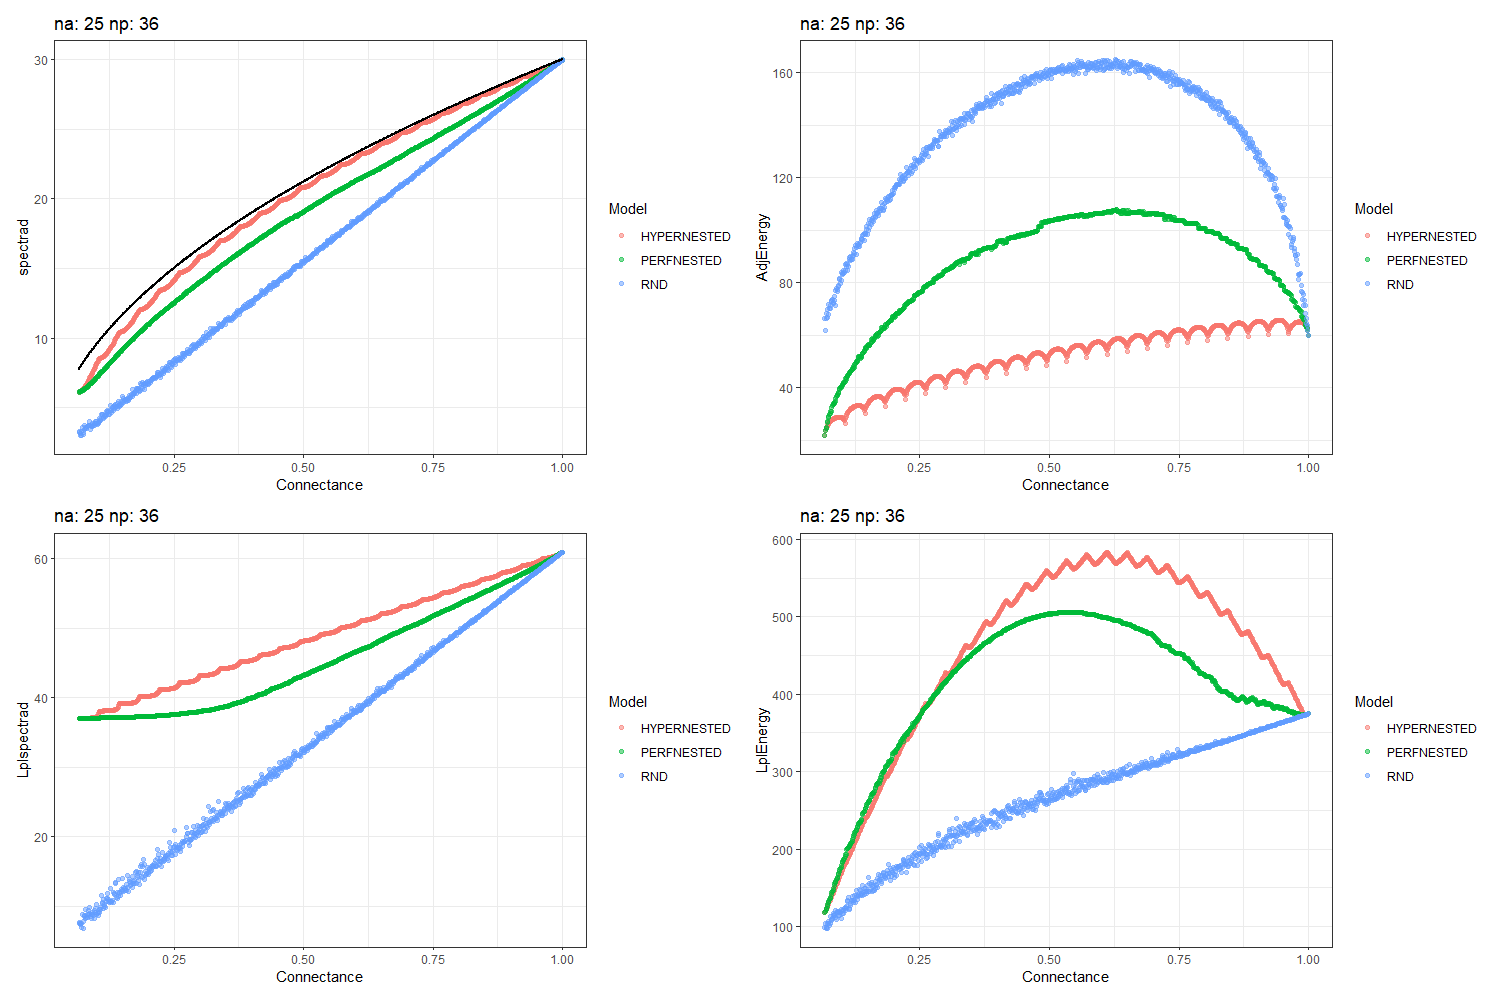 na: 25 np: 36
30
20
10
spectrad
0.25 0.50 0.75 1.00
Connectance
Model
HYPERNESTED
PERFNESTED
RND
na: 25 np: 36
160
120
80
40
AdjEnergy
0.25 0.50 0.75 1.00
Connectance
Model
HYPERNESTED
PERFNESTED
RND
na: 25 np: 36
60
40
20
Lplspectrad
0.25 0.50 0.75 1.00
Connectance
Model
HYPERNESTED
PERFNESTED
RND
na: 25 np: 36
600
500
400
300
200
100
LplEnergy
0.25 0.50 0.75 1.00
Connectance
Model
HYPERNESTED
PERFNESTED
RND